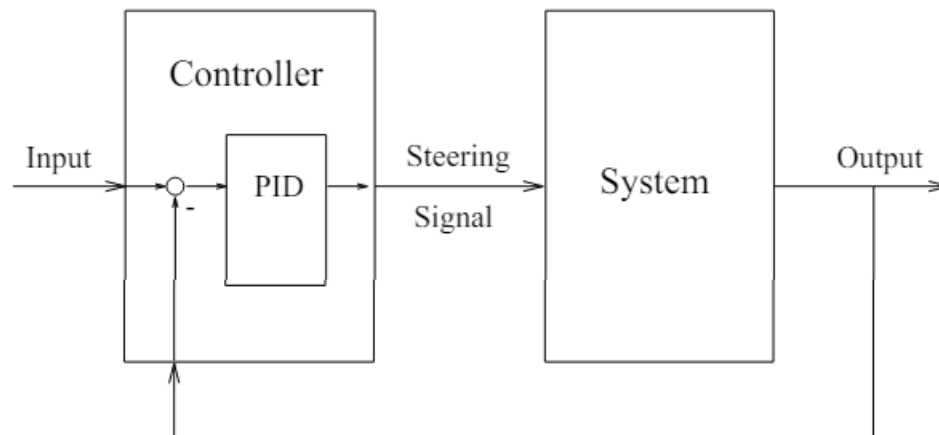 Controller
Input
PID
-
Steering
Signal
System
Output